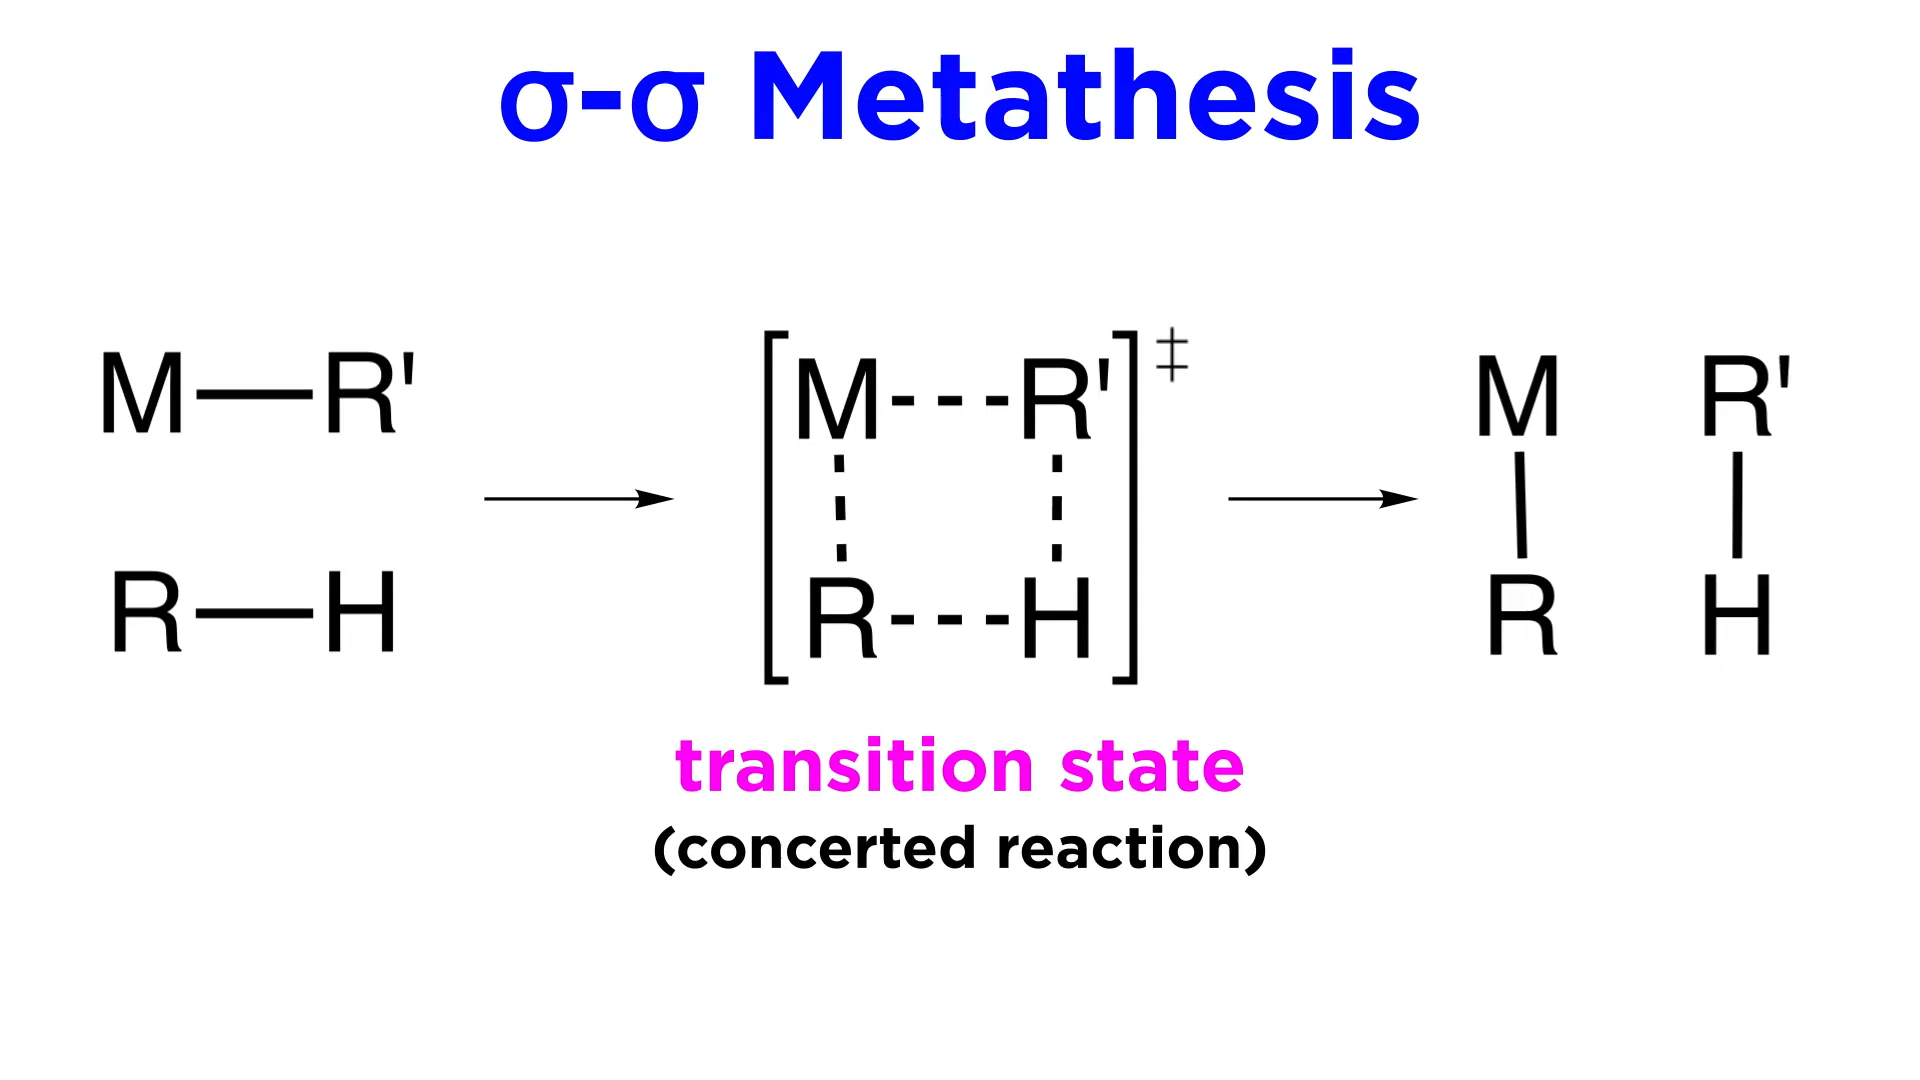 σ-σ Metathesis
M—R' [M---R']‡ M R'
R—H R---H R H
transition state
(concerted reaction)